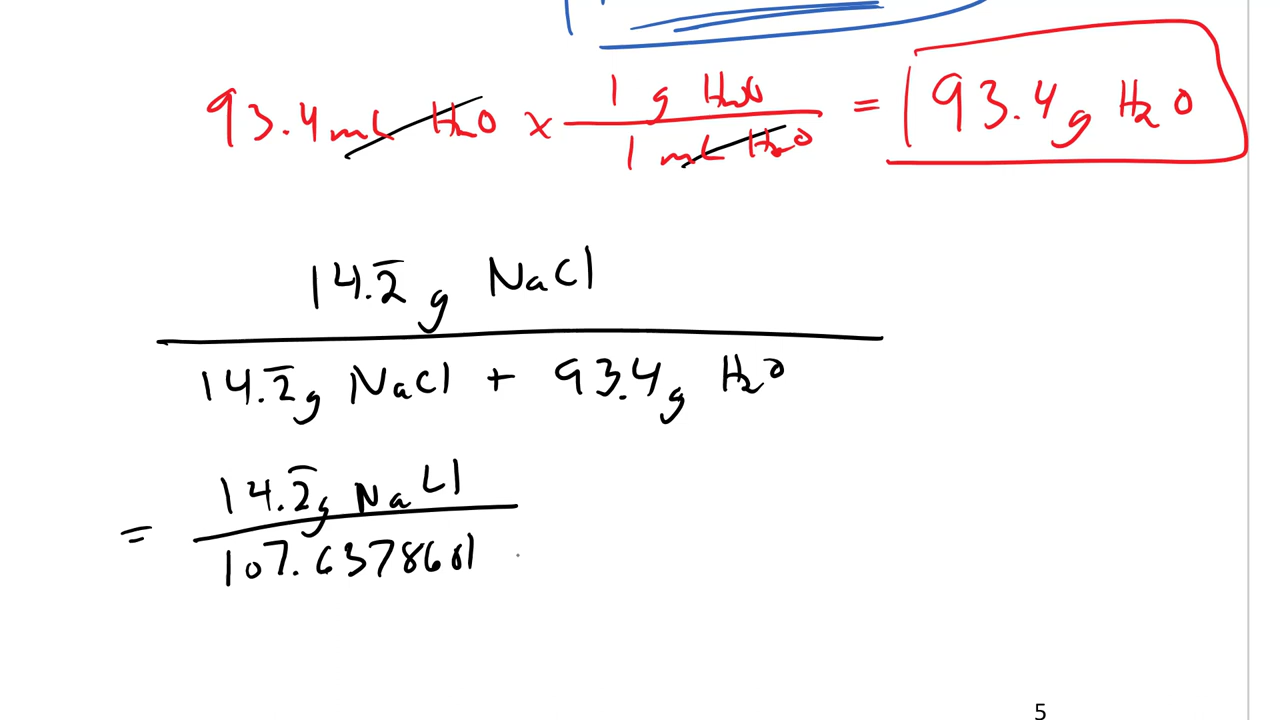 93.4 mL H₂O × 1 g H₂O / 1 mL H₂O = 93.4 g H₂O
14.2̅ g NaCl
14.2̅ g NaCl + 93.4 g H₂O
= 14.2̅ g NaCl
107.6378601
5